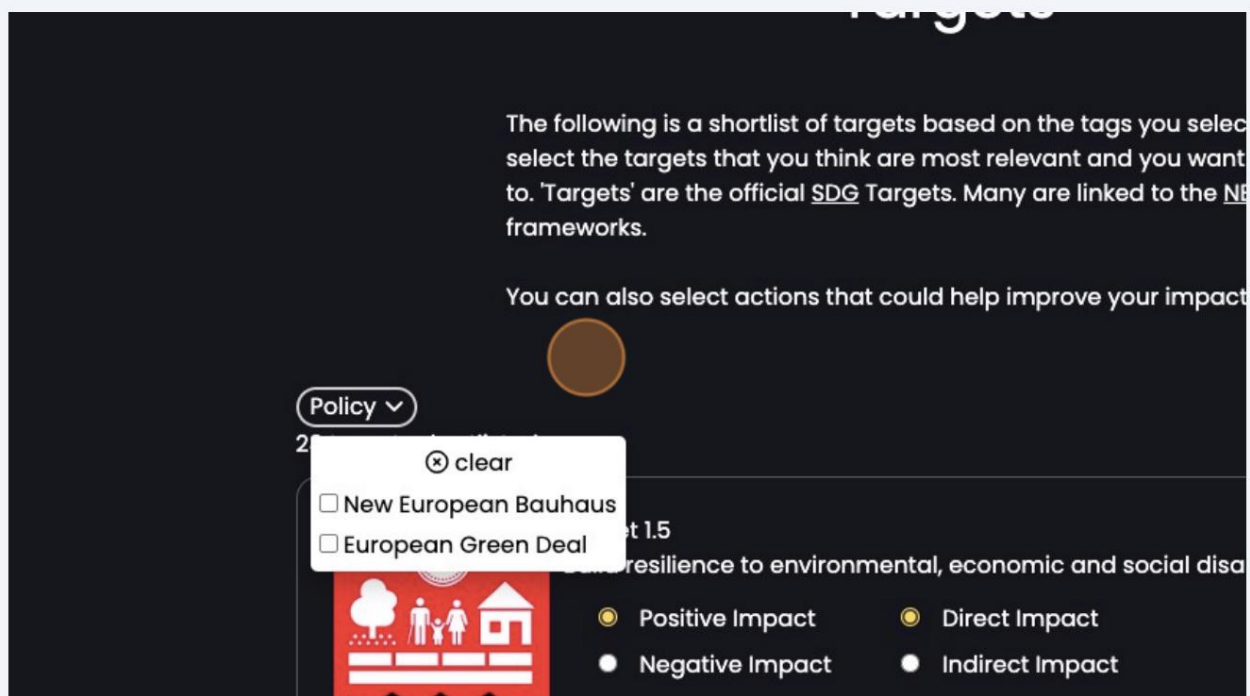 Targets
The following is a shortlist of targets based on the tags you selec
select the targets that you think are most relevant and you want
to. 'Targets' are the official SDG Targets. Many are linked to the NE
frameworks.
You can also select actions that could help improve your impact
Policy
clear
New European Bauhaus
European Green Deal
t 1.5
resilience to environmental, economic and social disa
Positive Impact
Direct Impact
Negative Impact
Indirect Impact